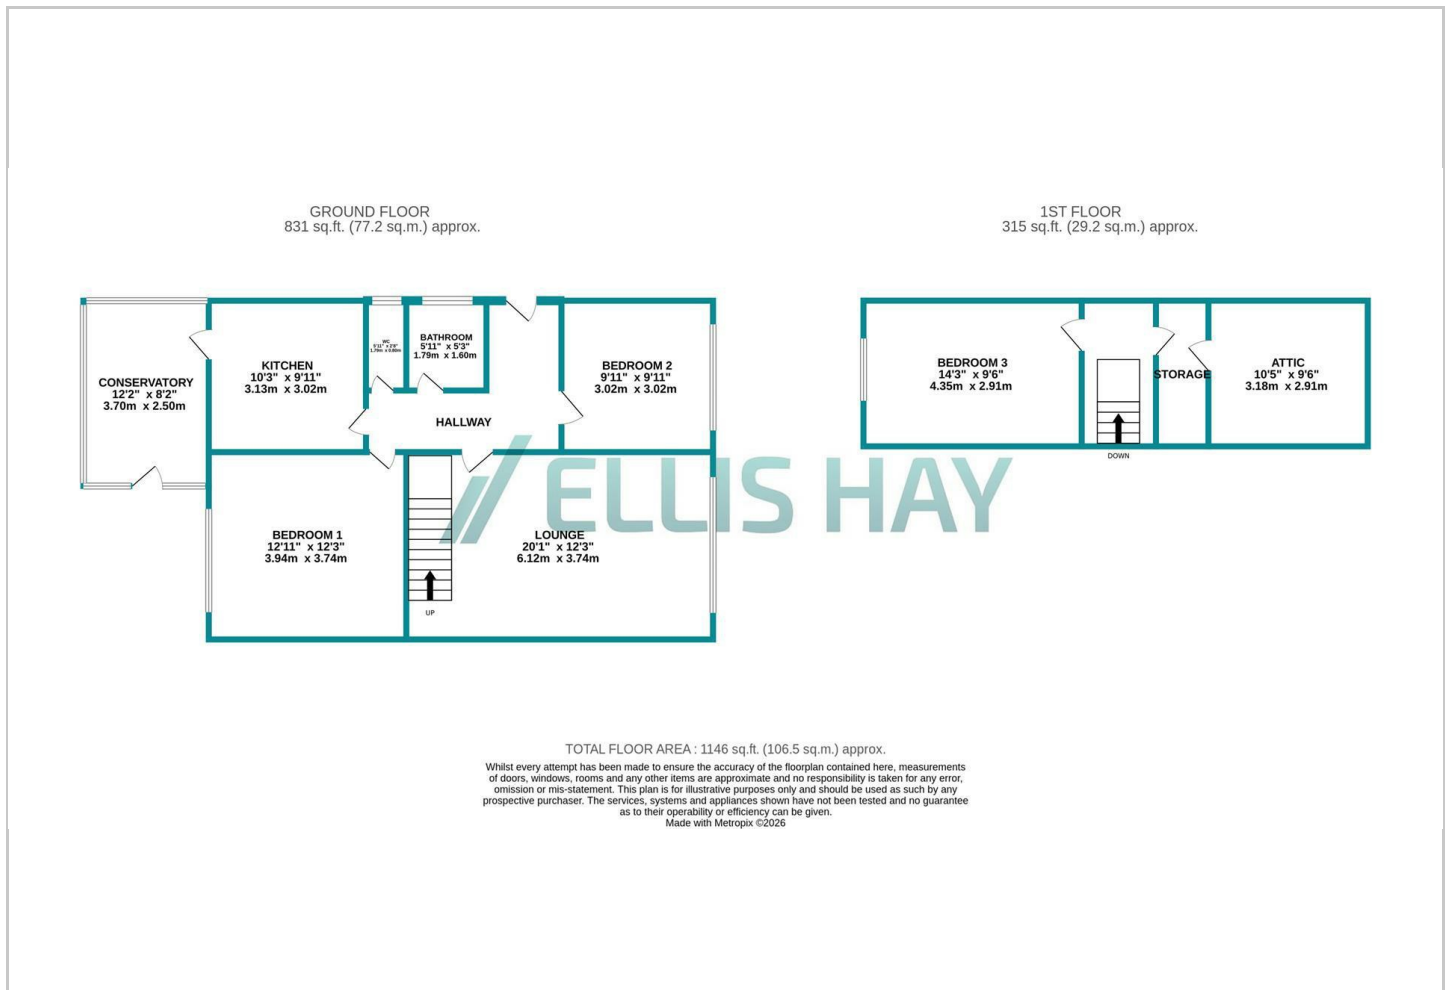 GROUND FLOOR
831 sq.ft. (77.2 sq.m.) approx.
1ST FLOOR
315 sq.ft. (29.2 sq.m.) approx.
CONSERVATORY
12'2" x 8'2"
3.70m x 2.50m
KITCHEN
10'3" x 9'11"
3.13m x 3.02m
WC
BATHROOM
5'11" x 5'3"
1.79m x 1.60m
BEDROOM 2
9'11" x 9'11"
3.02m x 3.02m
HALLWAY
BEDROOM 1
12'11" x 12'3"
3.94m x 3.74m
UP
LOUNGE
20'1" x 12'3"
6.12m x 3.74m
ELLIS HAY
BEDROOM 3
14'3" x 9'6"
4.35m x 2.91m
DOWN
STORAGE
ATTIC
10'5" x 9'6"
3.18m x 2.91m
TOTAL FLOOR AREA : 1146 sq.ft. (106.5 sq.m.) approx.
Whilst every attempt has been made to ensure the accuracy of the floorplan contained here, measurements
of doors, windows, rooms and any other items are approximate and no responsibility is taken for any error,
omission or mis-statement. This plan is for illustrative purposes only and should be used as such by any
prospective purchaser. The services, systems and appliances shown have not been tested and no guarantee
as to their operability or efficiency can be given.
Made with Metropix ©2026